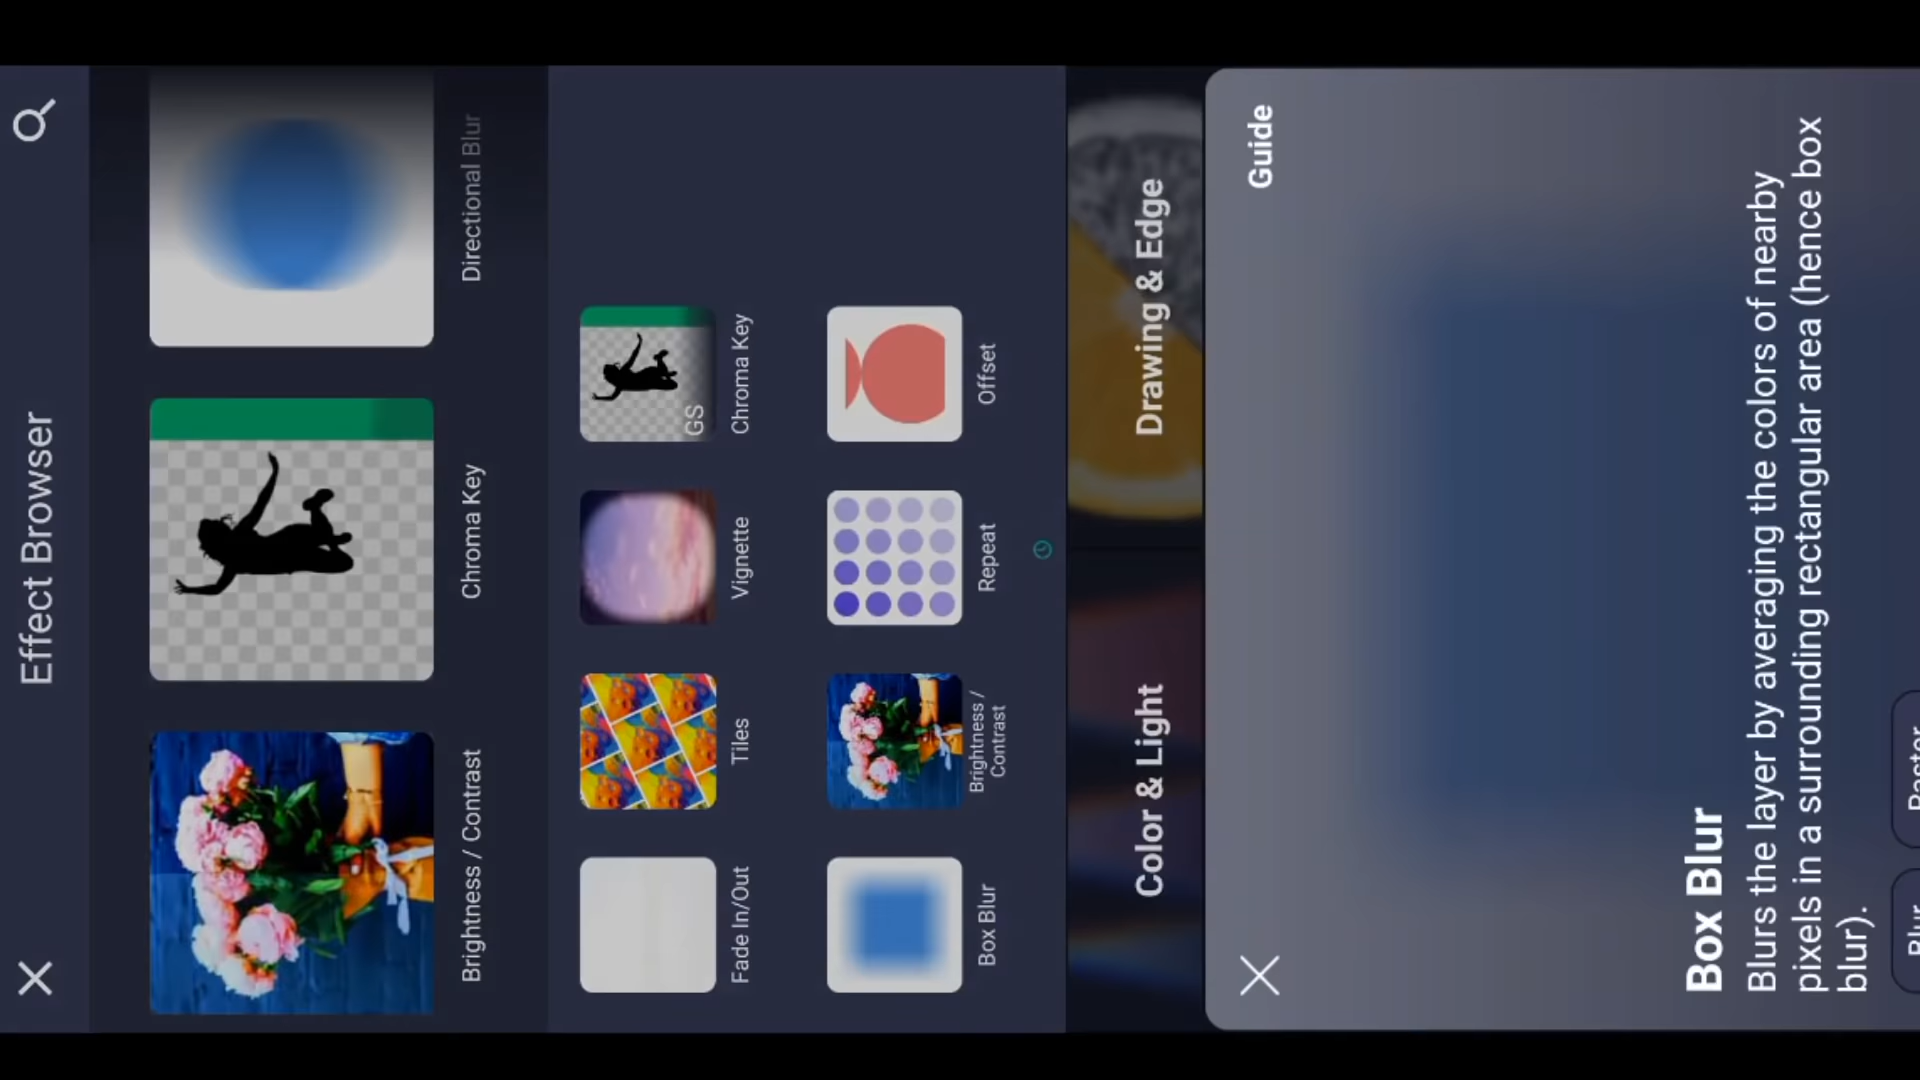 Effect Browser
Brightness / Contrast
Chroma Key
Directional Blur
Fade In/Out
Tiles
Vignette
GS
Chroma Key
Box Blur
Brightness /
Contrast
Repeat
Offset
Color & Light
Drawing & Edge
Guide
Box Blur
Blurs the layer by averaging the colors of nearby
pixels in a surrounding rectangular area (hence box
blur).
Blur